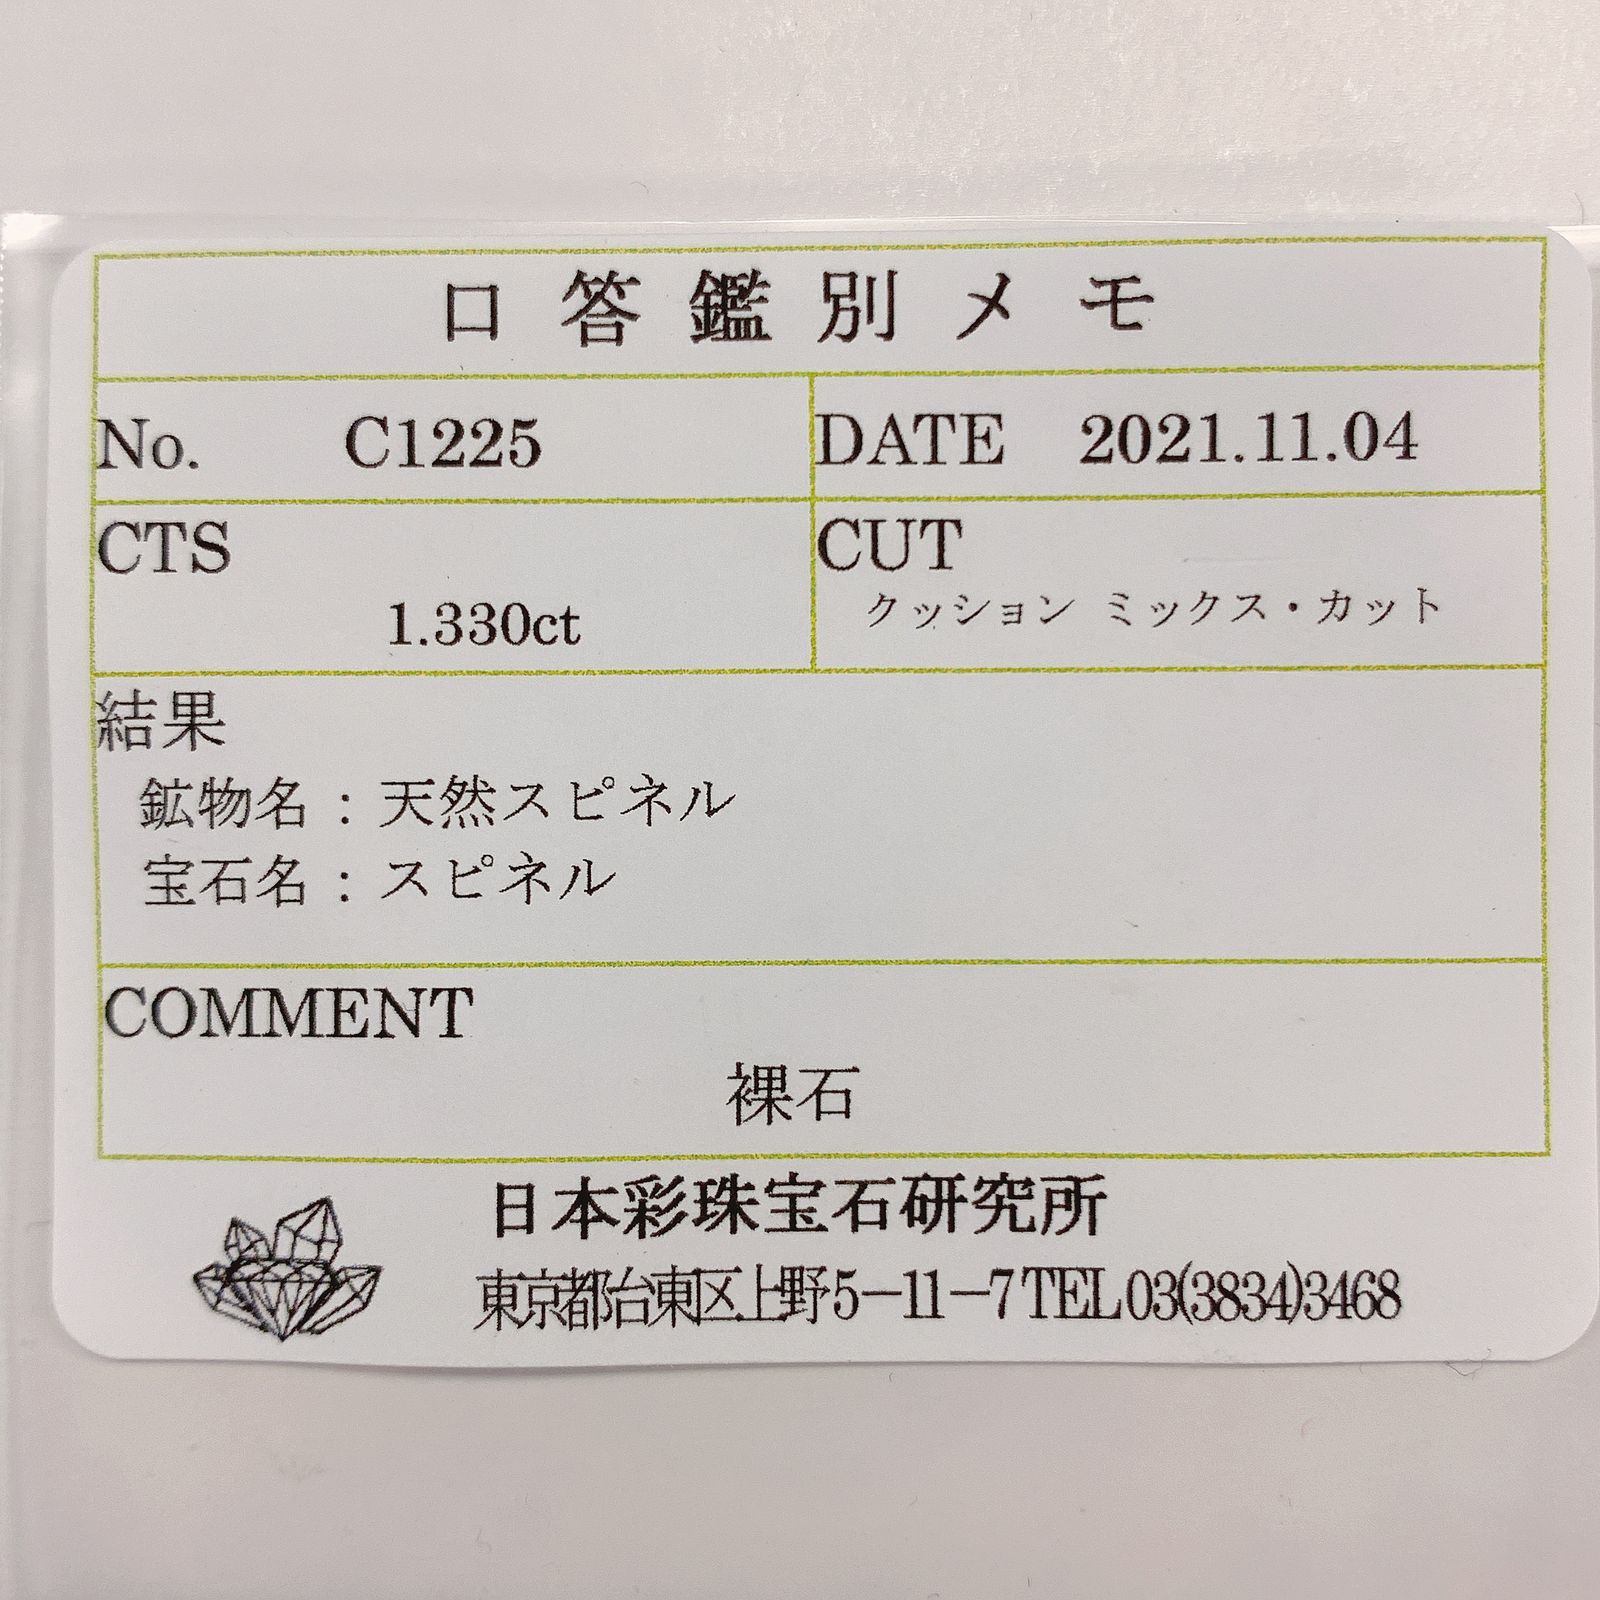 口答鑑別メモ
No. C1225 DATE 2021.11.04
CTS CUT
1.330ct クッション ミックス・カット
結果
鉱物名：天然スピネル
宝石名：スピネル
COMMENT
裸石
日本彩珠宝石研究所
東京都台東区上野5－11－7 TEL 03(3834)3468